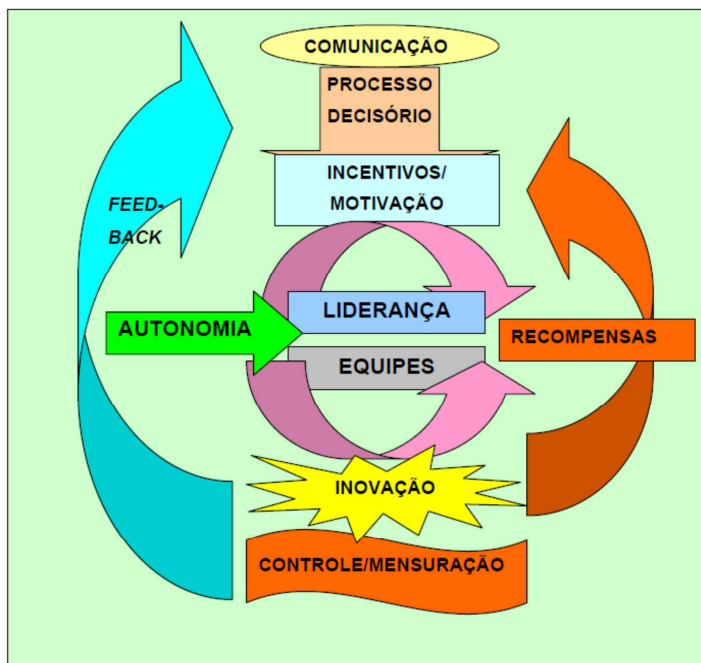 COMUNICAÇÃO
PROCESSO
DECISÓRIO
INCENTIVOS/
MOTIVAÇÃO
FEED-
BACK
LIDERANÇA
AUTONOMIA
RECOMPENSAS
EQUIPES
INOVAÇÃO
CONTROLE/MENSURAÇÃO